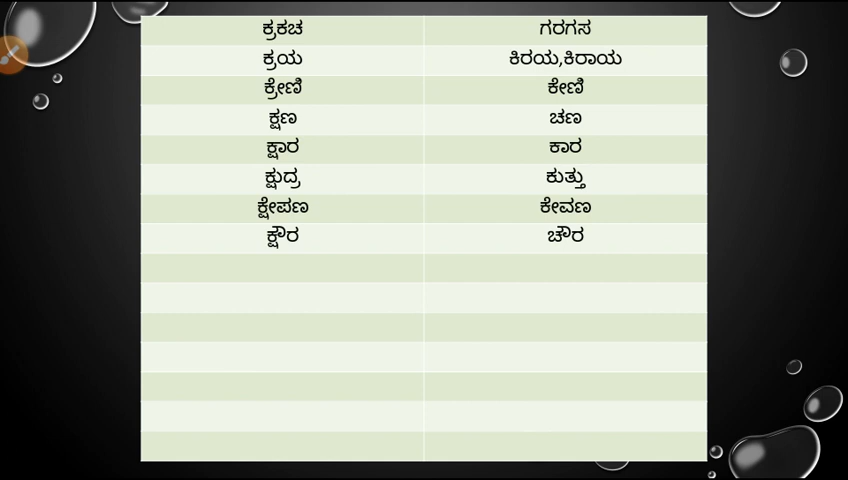 ಕ್ರಕಚ ಗರಗಸ
ಕ್ರಯ ಕಿರಯ,ಕಿರಾಯ
ಕ್ರೇಣಿ ಕೇಣಿ
ಕ್ಷಣ ಚಣ
ಕ್ಷಾರ ಕಾರ
ಕ್ಷುದ್ರ ಕುತ್ತು
ಕ್ಷೇಪಣ ಕೇವಣ
ಕ್ಷೌರ ಚೌರ